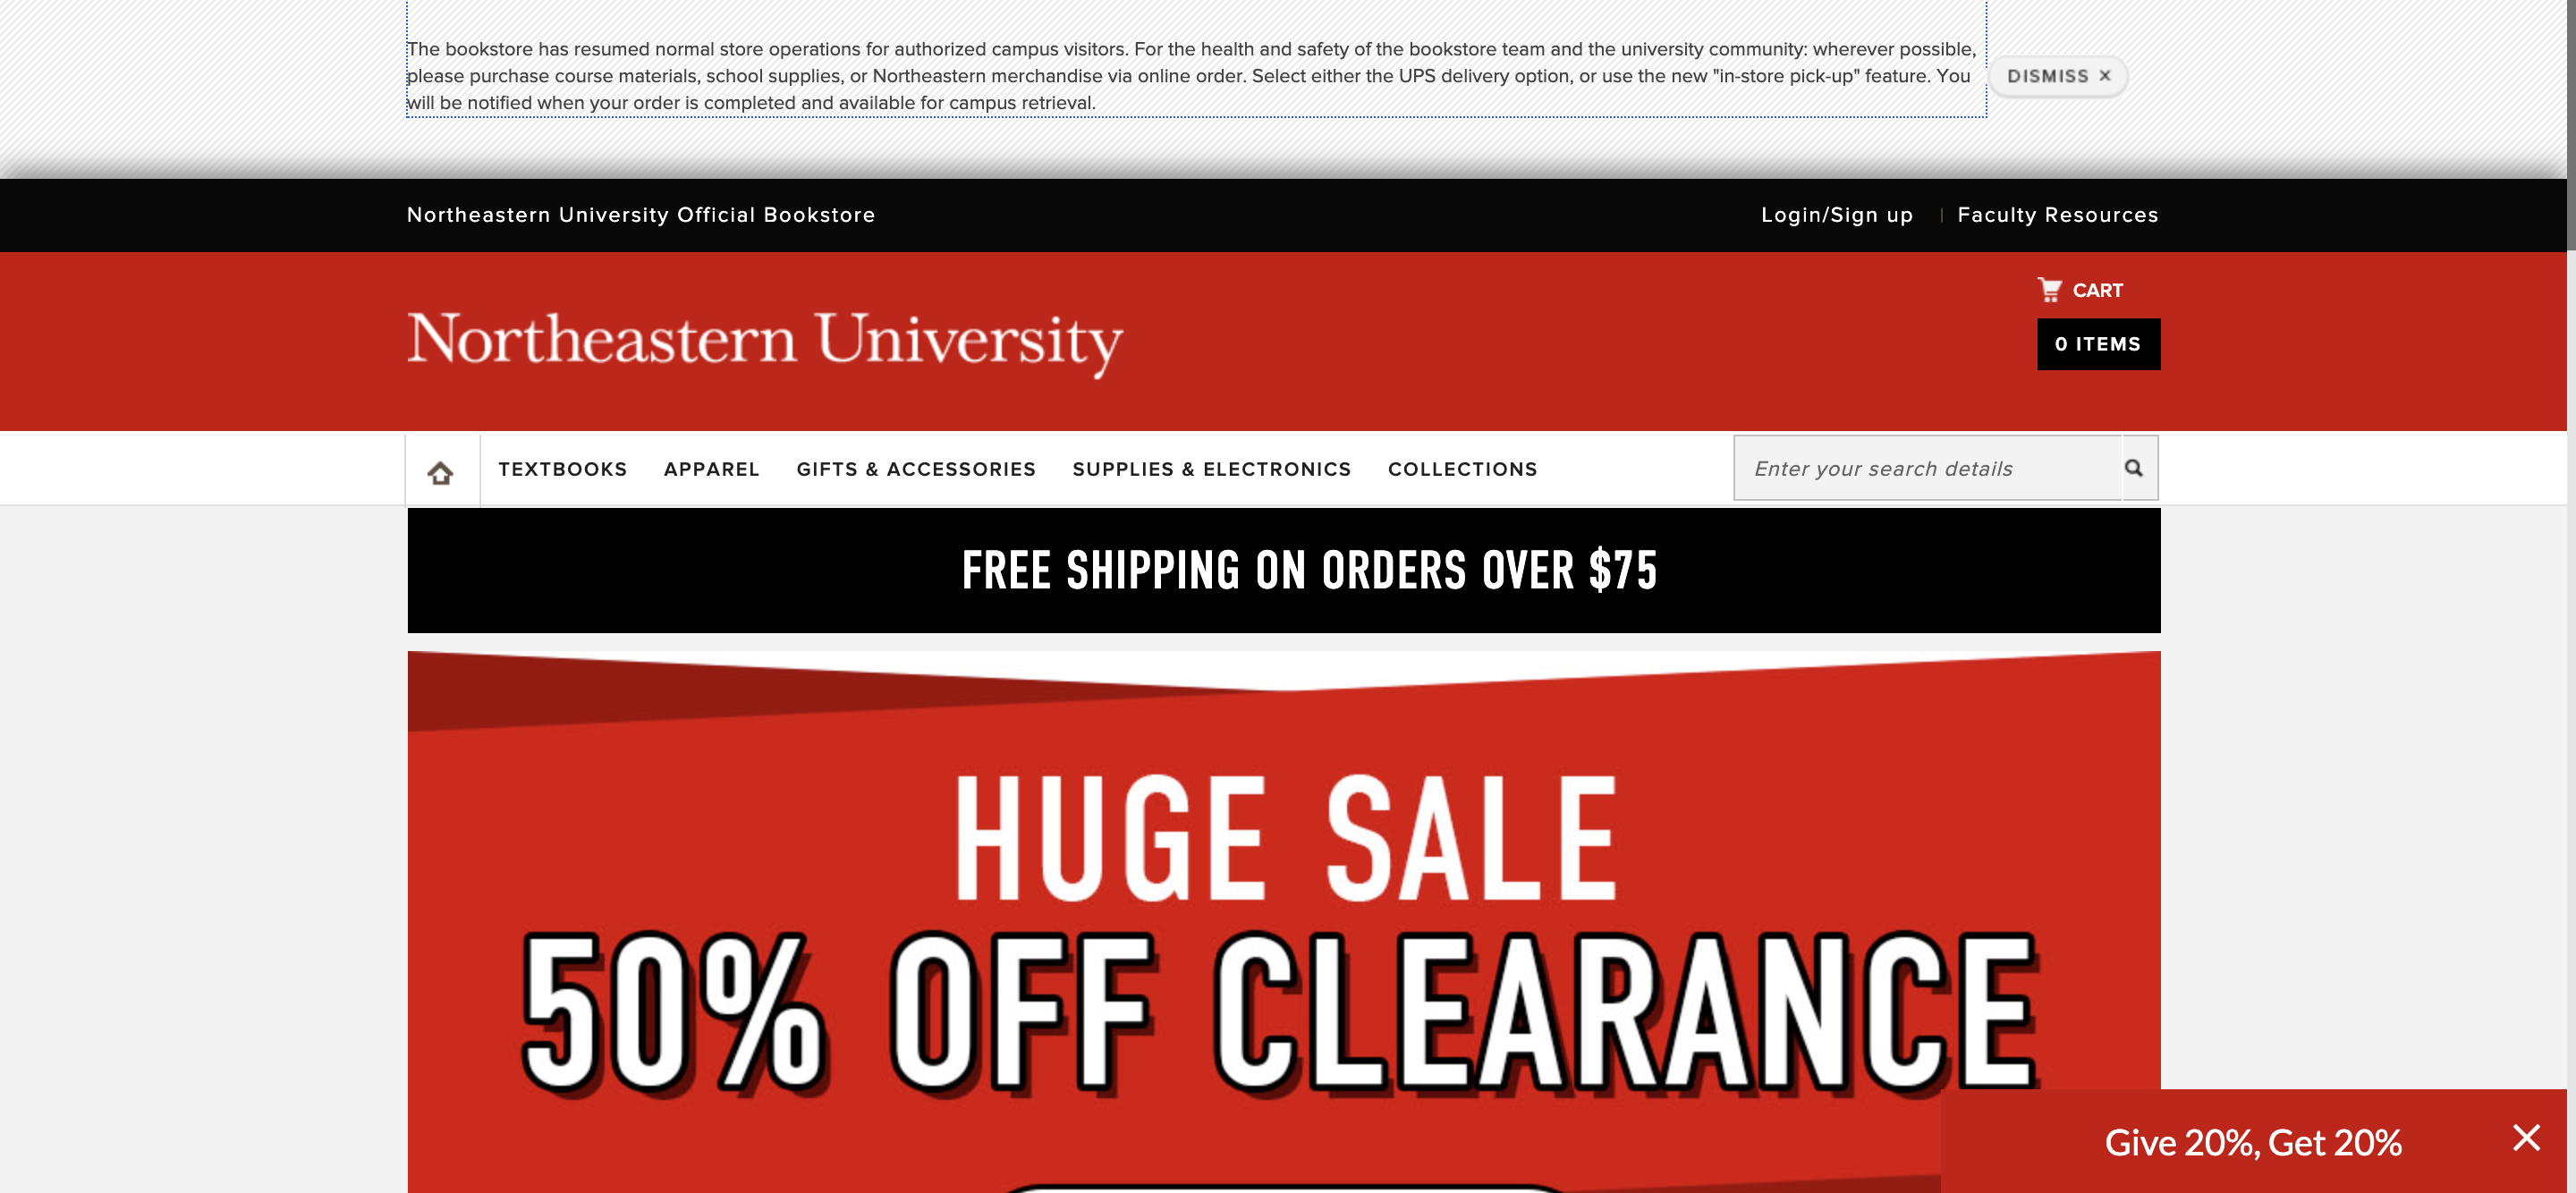 The bookstore has resumed normal store operations for authorized campus visitors. For the health and safety of the bookstore team and the university community: wherever possible,
please purchase course materials, school supplies, or Northeastern merchandise via online order. Select either the UPS delivery option, or use the new "in-store pick-up" feature. You
will be notified when your order is completed and available for campus retrieval.
DISMISS ×
Northeastern University Official Bookstore
Login/Sign up | Faculty Resources
CART
Northeastern University
0 ITEMS
TEXTBOOKS APPAREL GIFTS & ACCESSORIES SUPPLIES & ELECTRONICS COLLECTIONS
Enter your search details
FREE SHIPPING ON ORDERS OVER $75
HUGE SALE
50% OFF CLEARANCE
Give 20%, Get 20%